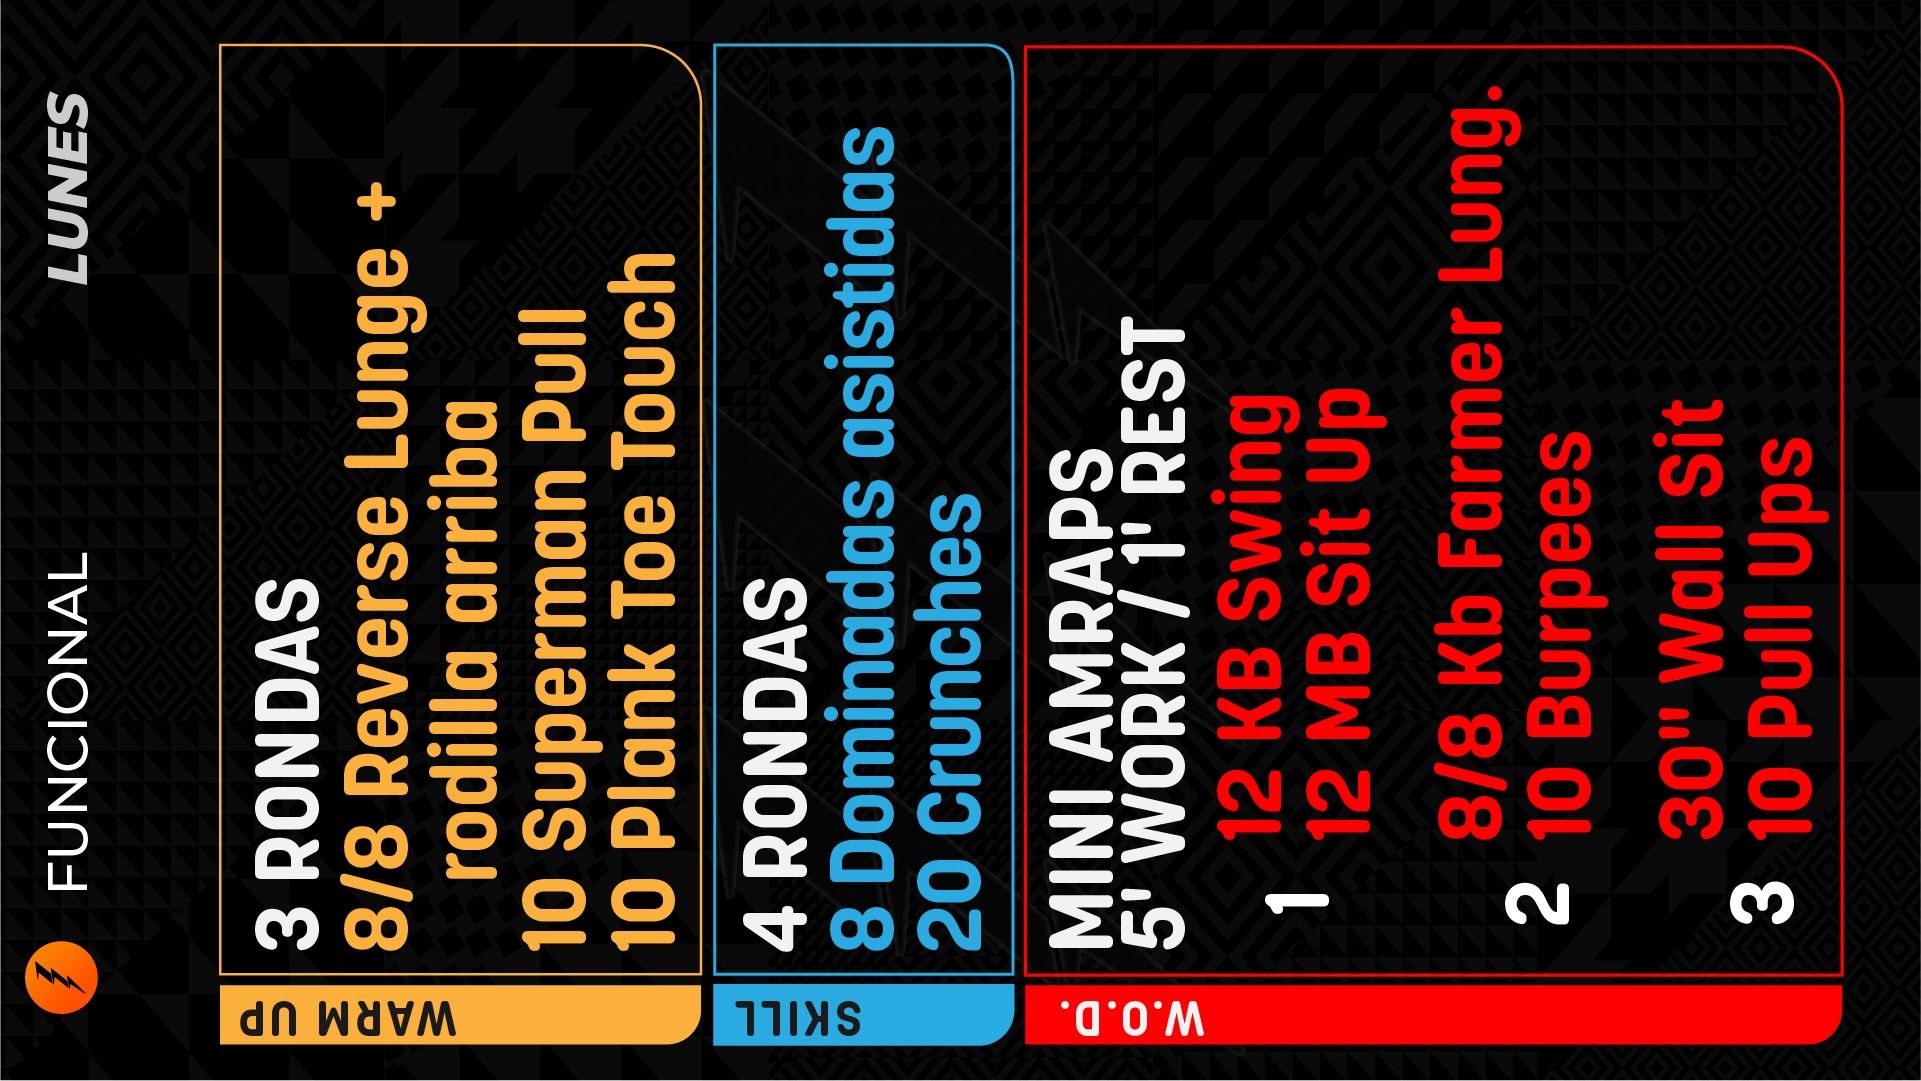 FUNCIONAL
LUNES
WARM UP
3 RONDAS
8/8 Reverse Lunge +
rodilla arriba
10 Superman Pull
10 Plank Toe Touch
SKILL
4 RONDAS
8 Dominadas asistidas
20 Crunches
W.O.D.
MINI AMRAPS
5' WORK / 1' REST
1
12 KB Swing
12 MB Sit Up
2
8/8 Kb Farmer Lung.
10 Burpees
3
30" Wall Sit
10 Pull Ups